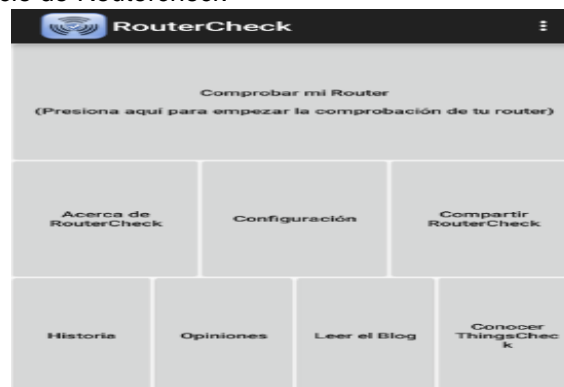 RouterCheck
Comprobar mi Router
(Presiona aquí para empezar la comprobación de tu router)
Acerca de
RouterCheck
Configuración
Compartir
RouterCheck
Historia
Opiniones
Leer el Blog
Conocer
ThingsChec
k